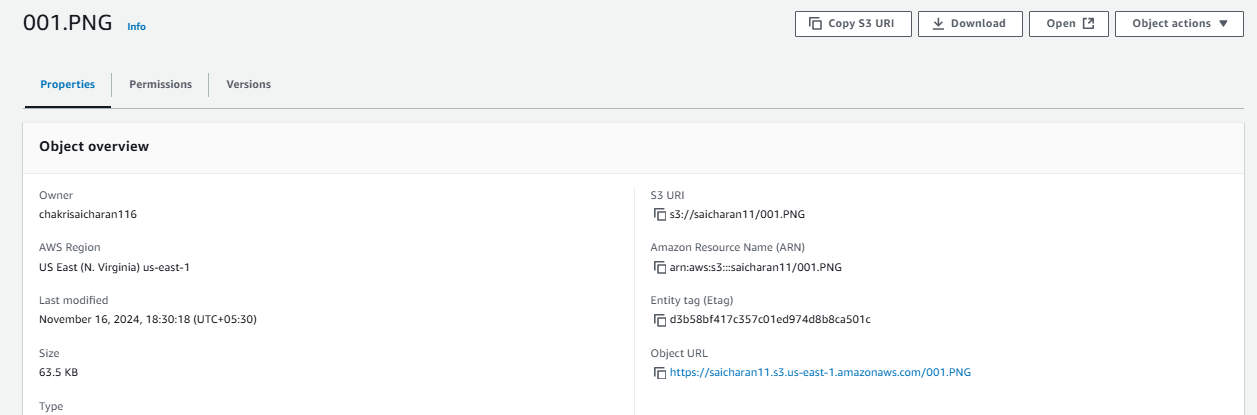 001.PNG Info
Copy S3 URI Download Open Object actions
Properties Permissions Versions
Object overview
Owner
chakrisaicharan116
AWS Region
US East (N. Virginia) us-east-1
Last modified
November 16, 2024, 18:30:18 (UTC+05:30)
Size
63.5 KB
Type
S3 URI
s3://saicharan11/001.PNG
Amazon Resource Name (ARN)
arn:aws:s3:::saicharan11/001.PNG
Entity tag (Etag)
d3b58bf417c357c01ed974d8b8ca501c
Object URL
https://saicharan11.s3.us-east-1.amazonaws.com/001.PNG